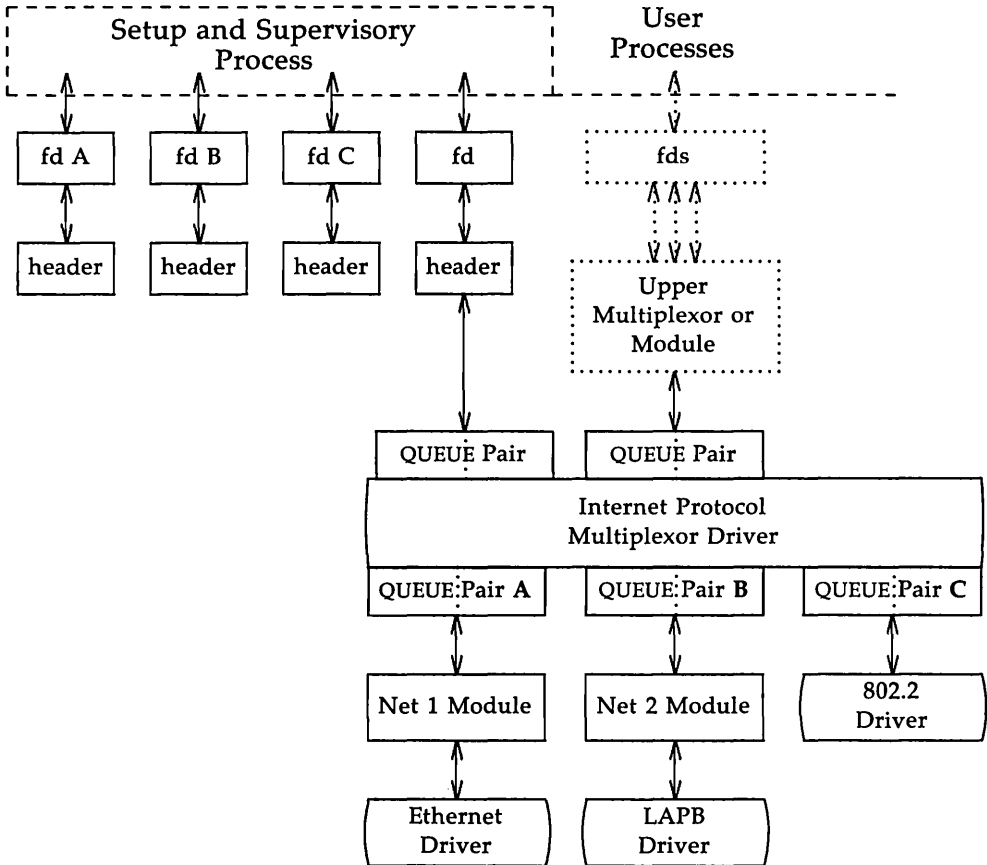 Setup and Supervisory
Process
User
Processes
fd A
fd B
fd C
fd
fds
header
header
header
header
Upper
Multiplexor or
Module
QUEUE Pair
QUEUE Pair
Internet Protocol
Multiplexor Driver
QUEUE Pair A
QUEUE Pair B
QUEUE Pair C
Net 1 Module
Net 2 Module
802.2
Driver
Ethernet
Driver
LAPB
Driver